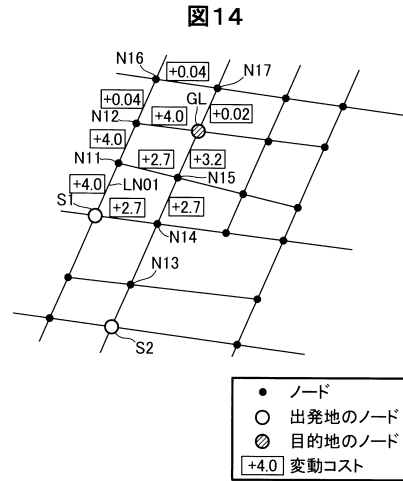 図14
N16
+0.04
N17
GL
+0.04
N12
+4.0
+0.02
+4.0
N11
+2.7
+3.2
N15
+4.0
LN01
S1
+2.7
+2.7
N14
N13
S2
ノード
出発地のノード
目的地のノード
+4.0 変動コスト